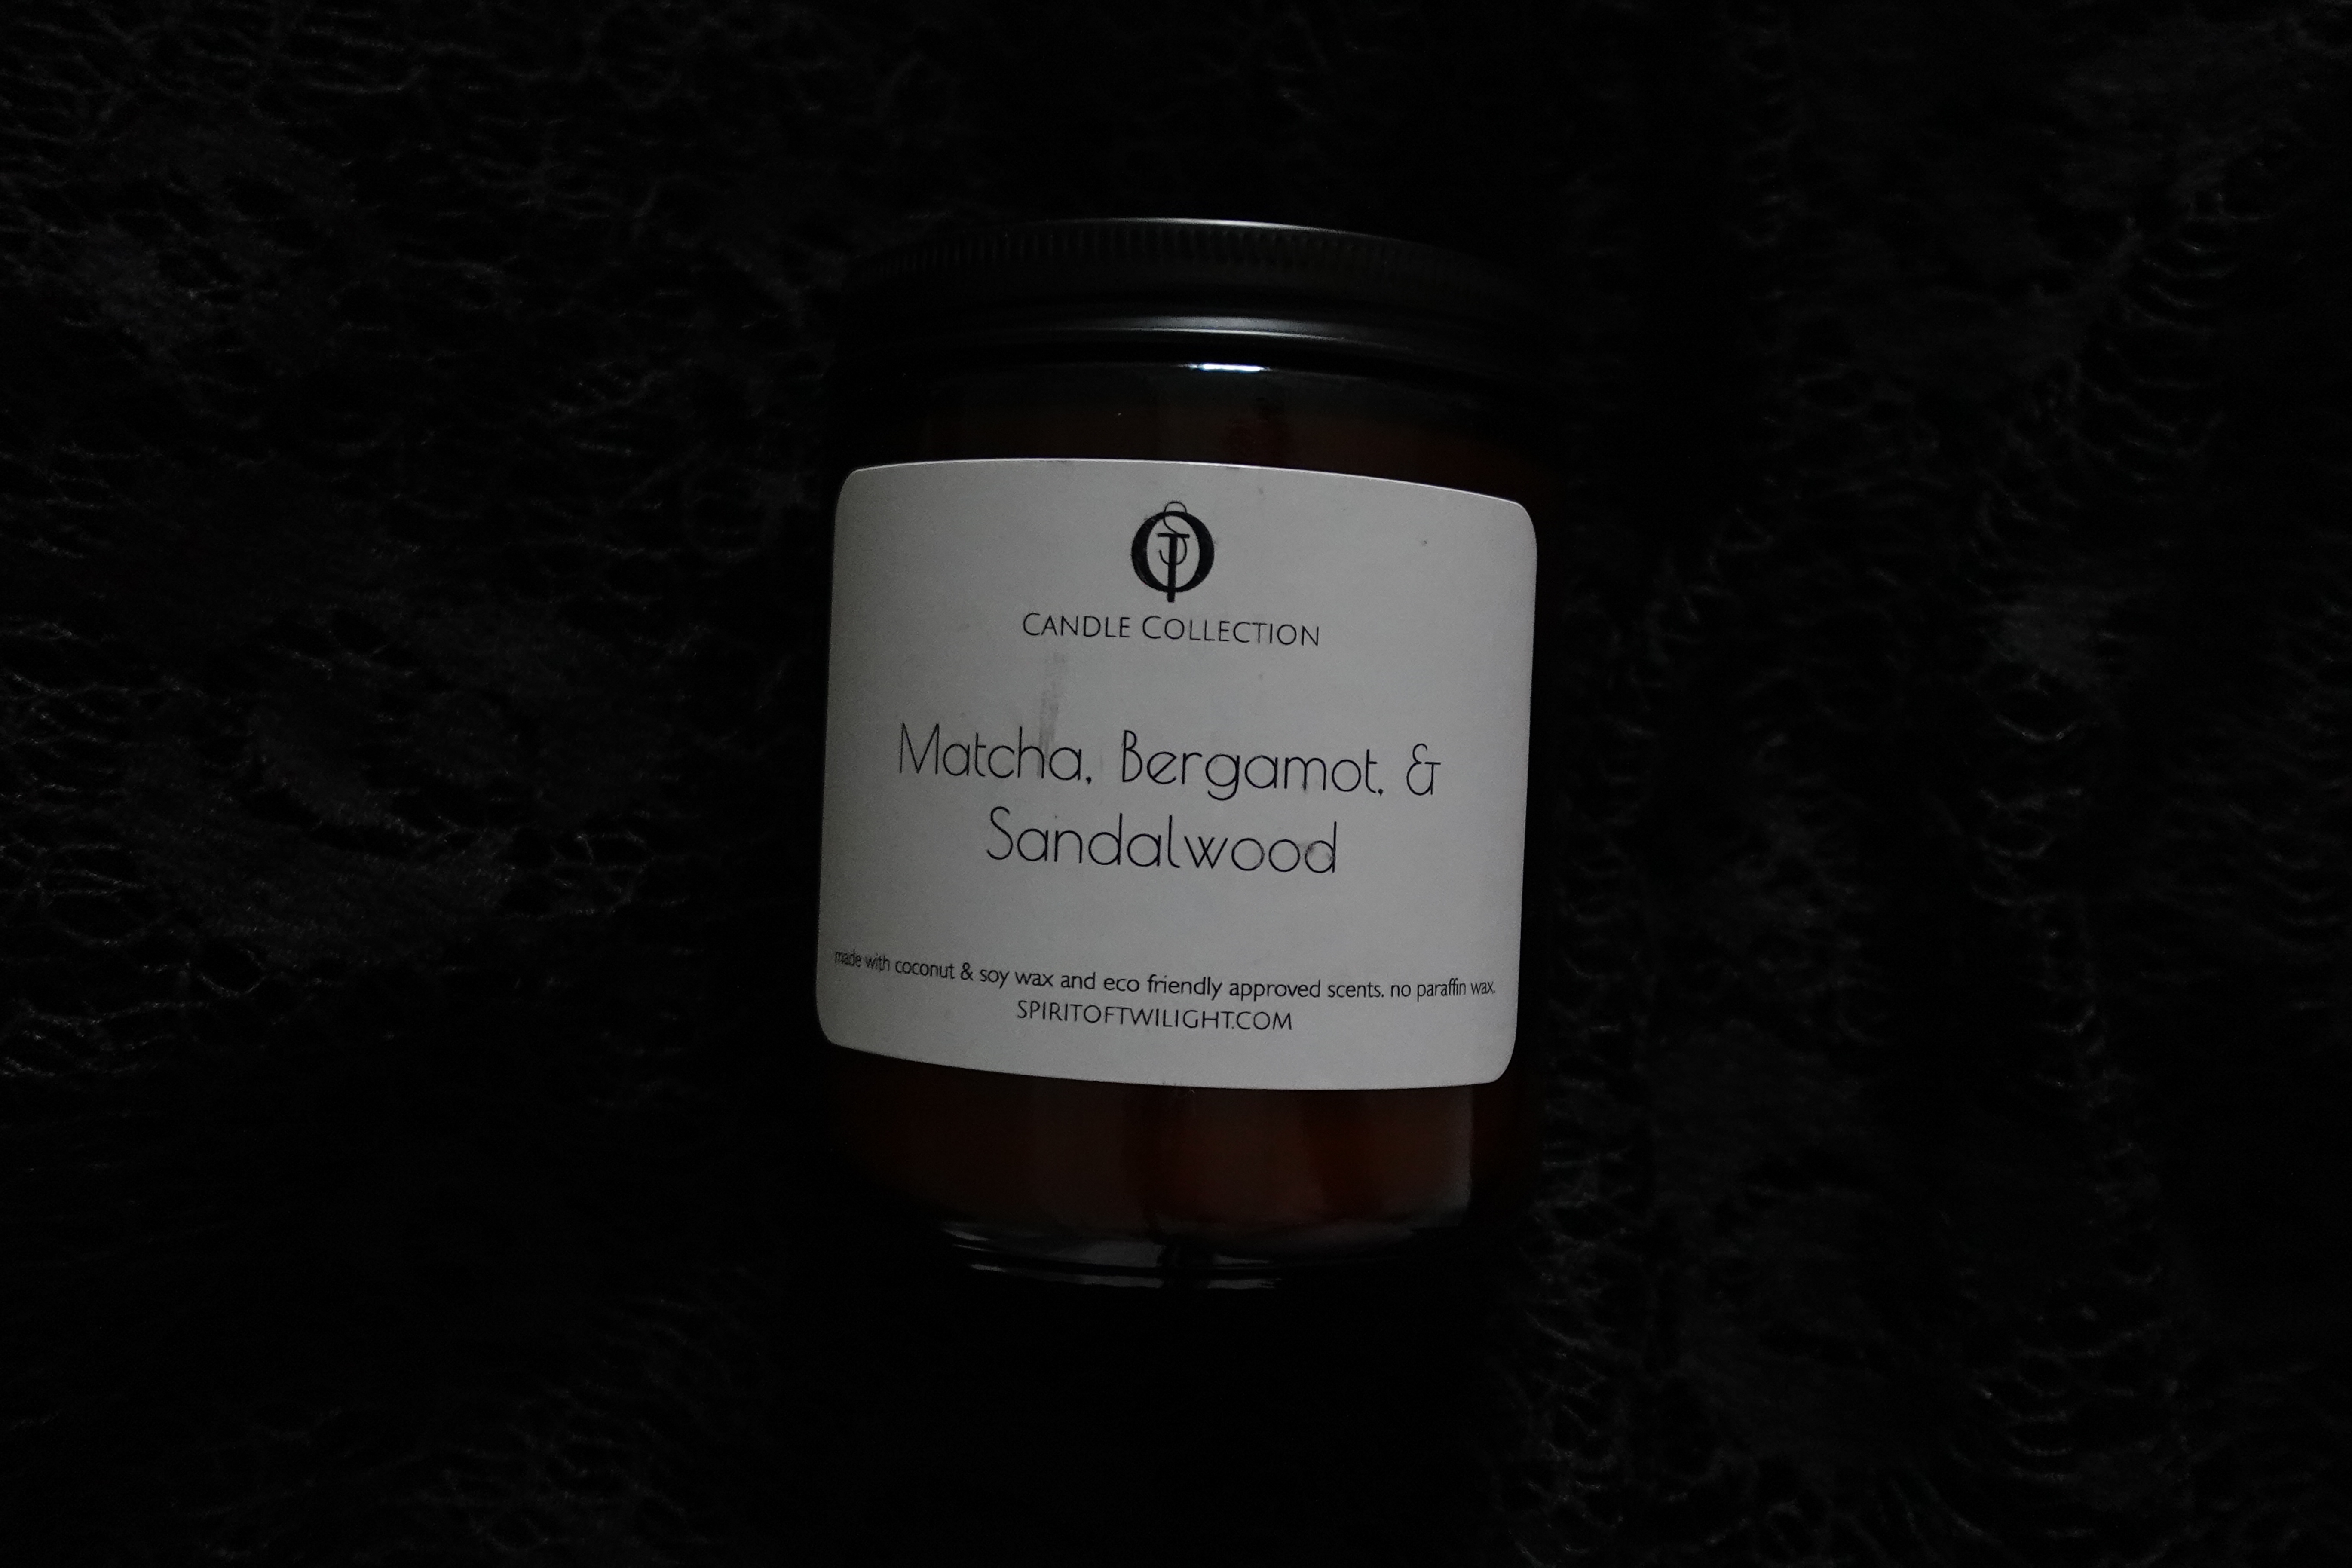 CANDLE COLLECTION
Matcha, Bergamot, &
Sandalwood
made with coconut & soy wax and eco friendly approved scents. no paraffin wax.
SPIRITOFTWILIGHT.COM